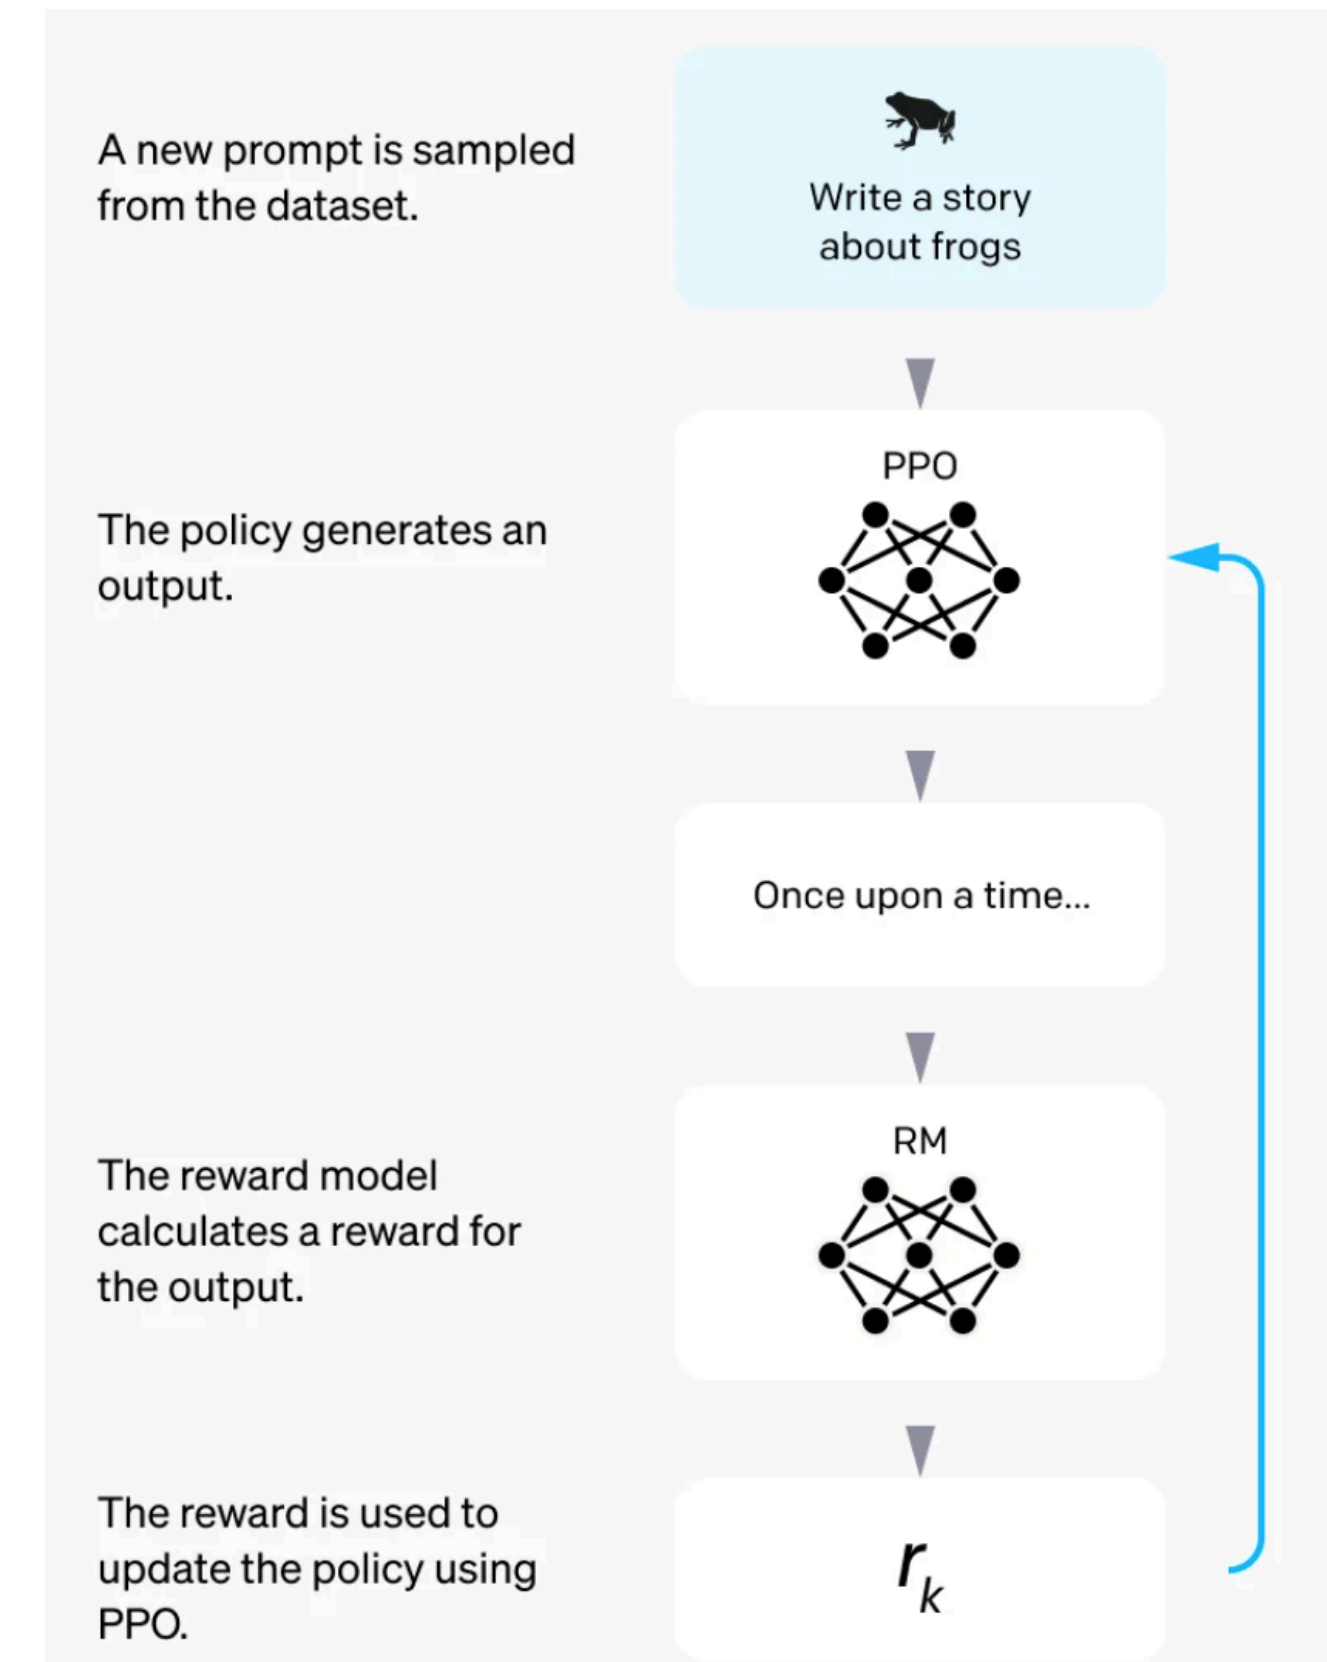 A new prompt is sampled
from the dataset.
Write a story
about frogs
PPO
The policy generates an
output.
Once upon a time...
RM
The reward model
calculates a reward for
the output.
The reward is used to
update the policy using
PPO.
r_k